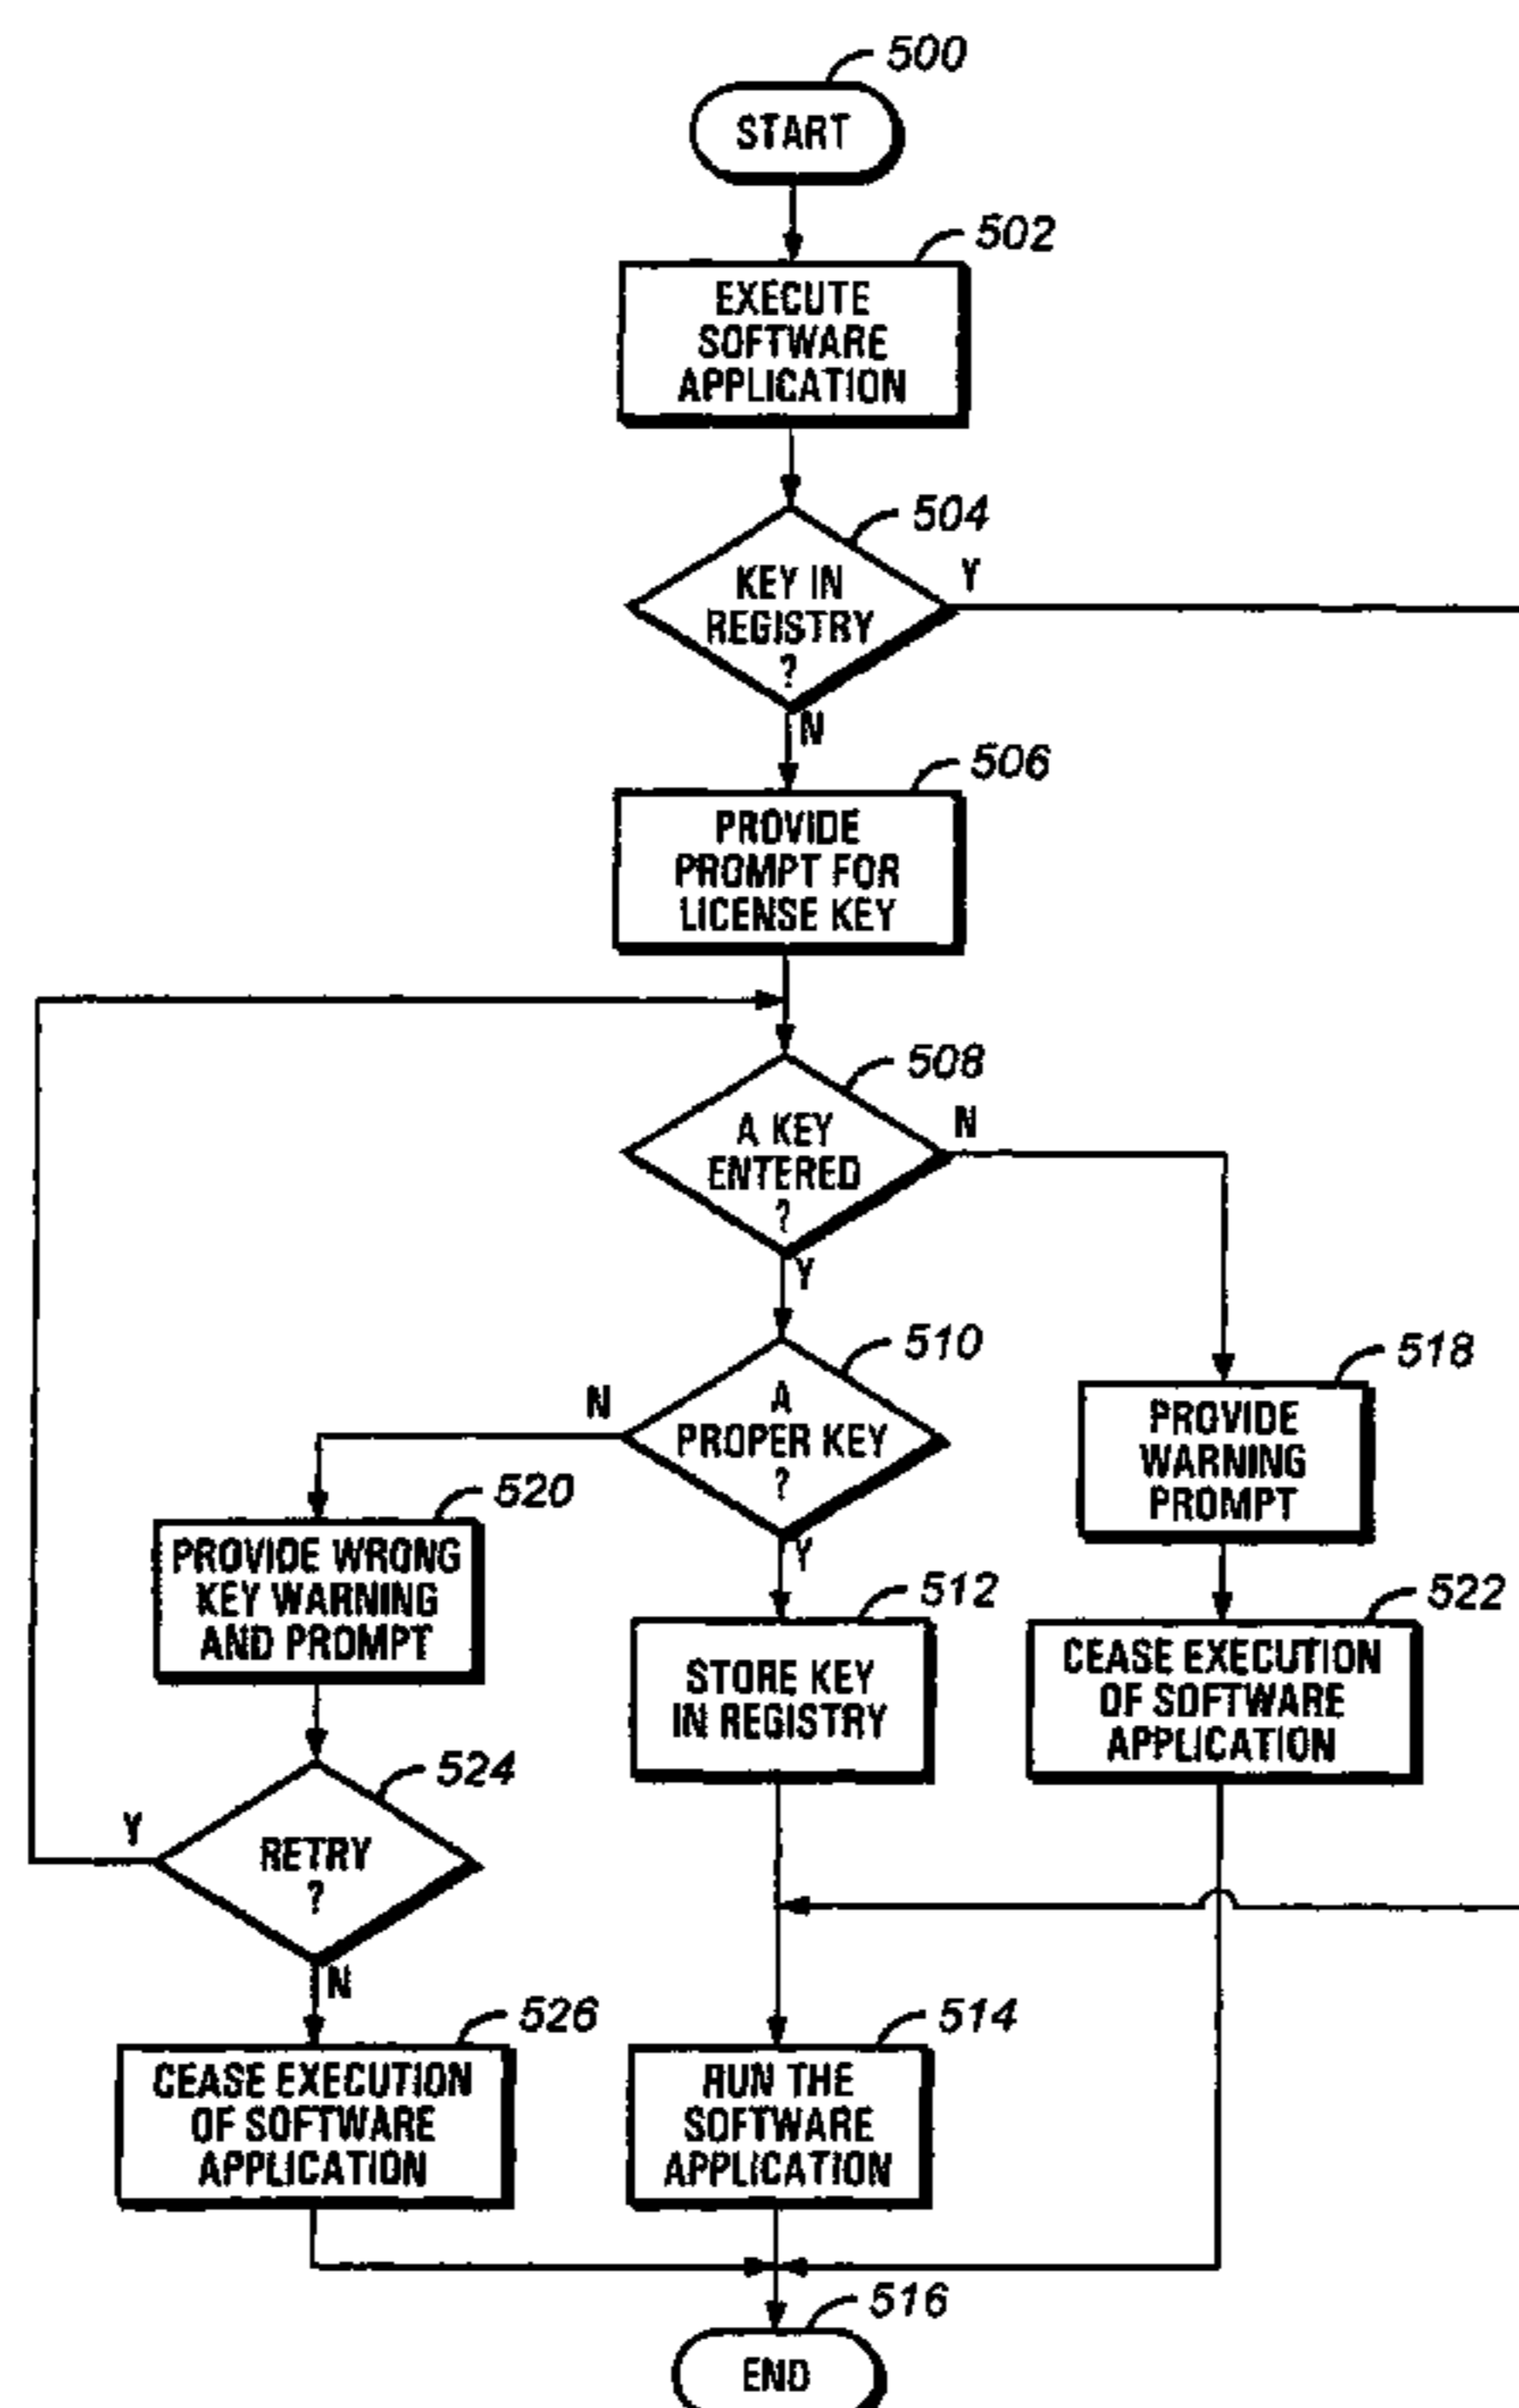 500
START
502
EXECUTE
SOFTWARE
APPLICATION
504
KEY IN
REGISTRY
?
Y
N
506
PROVIDE
PROMPT FOR
LICENSE KEY
508
A KEY
ENTERED
?
N
Y
510
A
PROPER KEY
?
N
Y
518
PROVIDE
WARNING
PROMPT
520
PROVIDE WRONG
KEY WARNING
AND PROMPT
512
STORE KEY
IN REGISTRY
522
CEASE EXECUTION
OF SOFTWARE
APPLICATION
524
RETRY
?
Y
N
526
CEASE EXECUTION
OF SOFTWARE
APPLICATION
514
RUN THE
SOFTWARE
APPLICATION
516
END